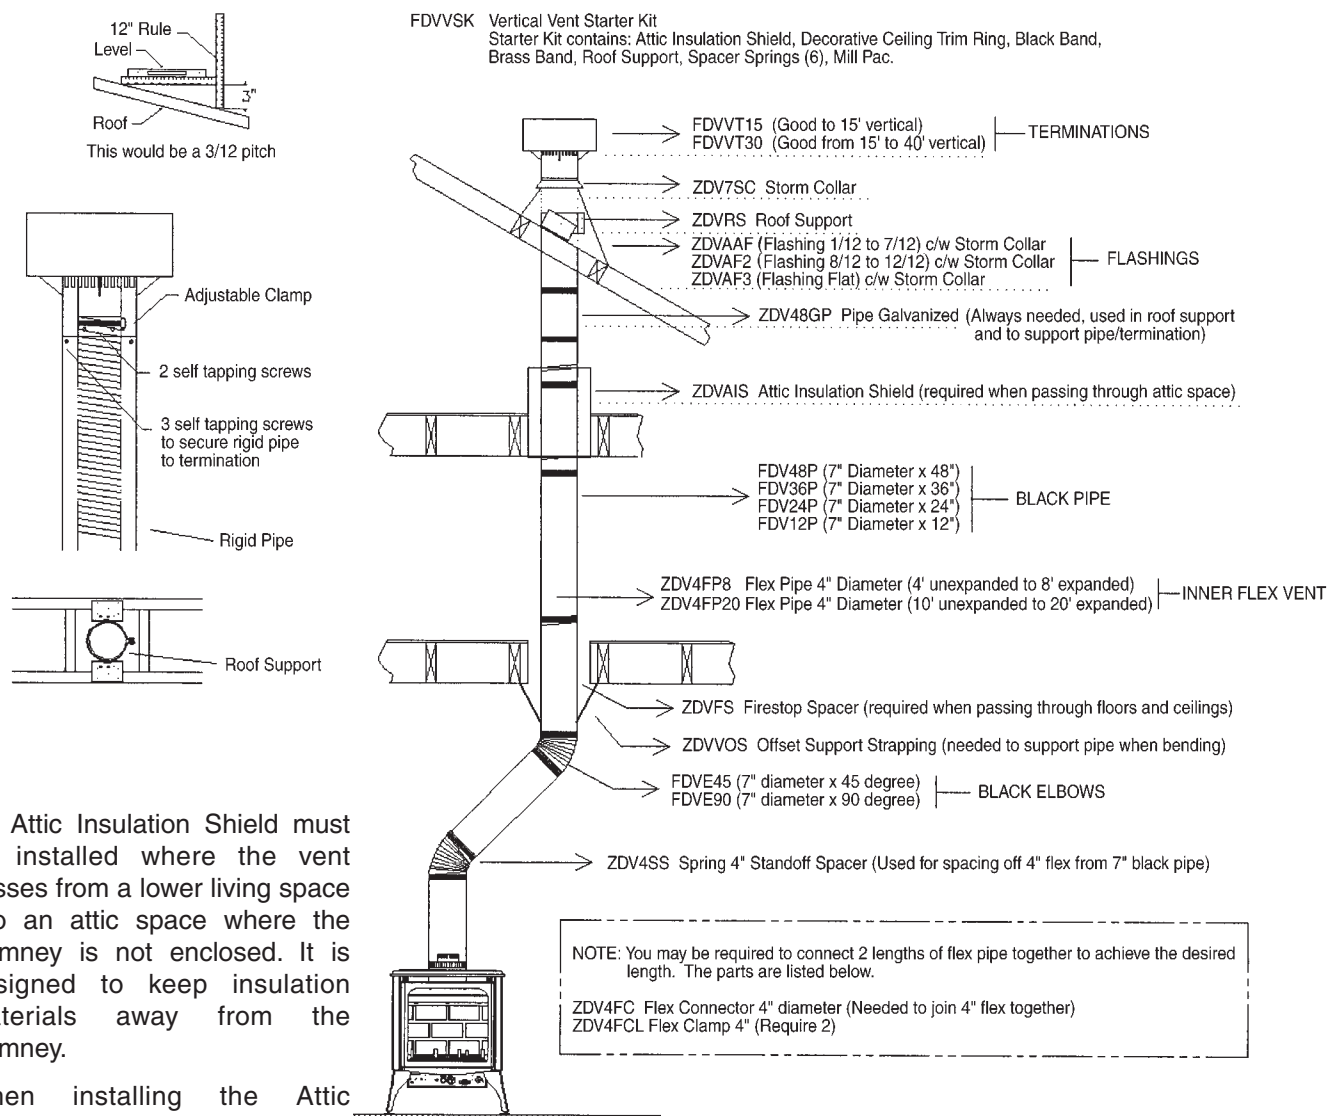 FDVVSK Vertical Vent Starter Kit
Starter Kit contains: Attic Insulation Shield, Decorative Ceiling Trim Ring, Black Band,
Brass Band, Roof Support, Spacer Springs (6), Mill Pac.
12" Rule
Level
3"
Roof
This would be a 3/12 pitch
FDVVT15 (Good to 15' vertical)
FDVVT30 (Good from 15' to 40' vertical)
TERMINATIONS
ZDV7SC Storm Collar
ZDVRS Roof Support
ZDVAAF (Flashing 1/12 to 7/12) c/w Storm Collar
ZDVAF2 (Flashing 8/12 to 12/12) c/w Storm Collar
ZDVAF3 (Flashing Flat) c/w Storm Collar
FLASHINGS
ZDV48GP Pipe Galvanized (Always needed, used in roof support
and to support pipe/termination)
ZDVAIS Attic Insulation Shield (required when passing through attic space)
FDV48P (7" Diameter x 48")
FDV36P (7" Diameter x 36")
FDV24P (7" Diameter x 24")
FDV12P (7" Diameter x 12")
BLACK PIPE
ZDV4FP8 Flex Pipe 4" Diameter (4' unexpanded to 8' expanded)
ZDV4FP20 Flex Pipe 4" Diameter (10' unexpanded to 20' expanded)
INNER FLEX VENT
ZDVFS Firestop Spacer (required when passing through floors and ceilings)
ZDVVOS Offset Support Strapping (needed to support pipe when bending)
FDVE45 (7" diameter x 45 degree)
FDVE90 (7" diameter x 90 degree)
BLACK ELBOWS
ZDV4SS Spring 4" Standoff Spacer (Used for spacing off 4" flex from 7" black pipe)
NOTE: You may be required to connect 2 lengths of flex pipe together to achieve the desired
length. The parts are listed below.
ZDV4FC Flex Connector 4" diameter (Needed to join 4" flex together)
ZDV4FCL Flex Clamp 4" (Require 2)
Adjustable Clamp
2 self tapping screws
3 self tapping screws
to secure rigid pipe
to termination
Rigid Pipe
Roof Support
Attic Insulation Shield must
installed where the vent
sses from a lower living space
o an attic space where the
mney is not enclosed. It is
signed to keep insulation
terials away from the
mney.
en installing the Attic